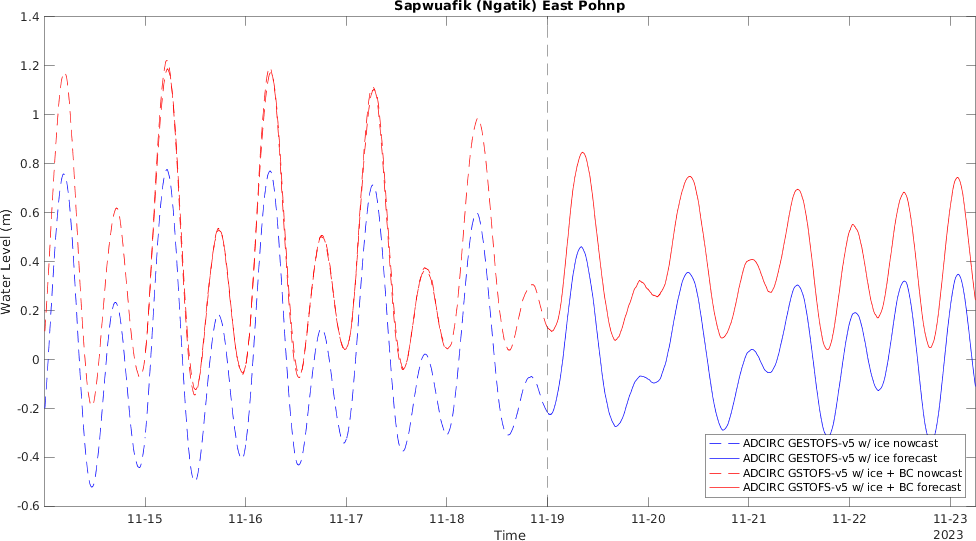 Sapwuafik (Ngatik) East Pohnp
1.4
1.2
1
0.8
0.6
0.4
0.2
0
-0.2
-0.4
-0.6
Water Level (m)
ADCIRC GESTOFS-v5 w/ ice nowcast
ADCIRC GESTOFS-v5 w/ ice forecast
ADCIRC GSTOFS-v5 w/ ice + BC nowcast
ADCIRC GSTOFS-v5 w/ ice + BC forecast
11-15 11-16 11-17 11-18 11-19 11-20 11-21 11-22 11-23
Time 2023